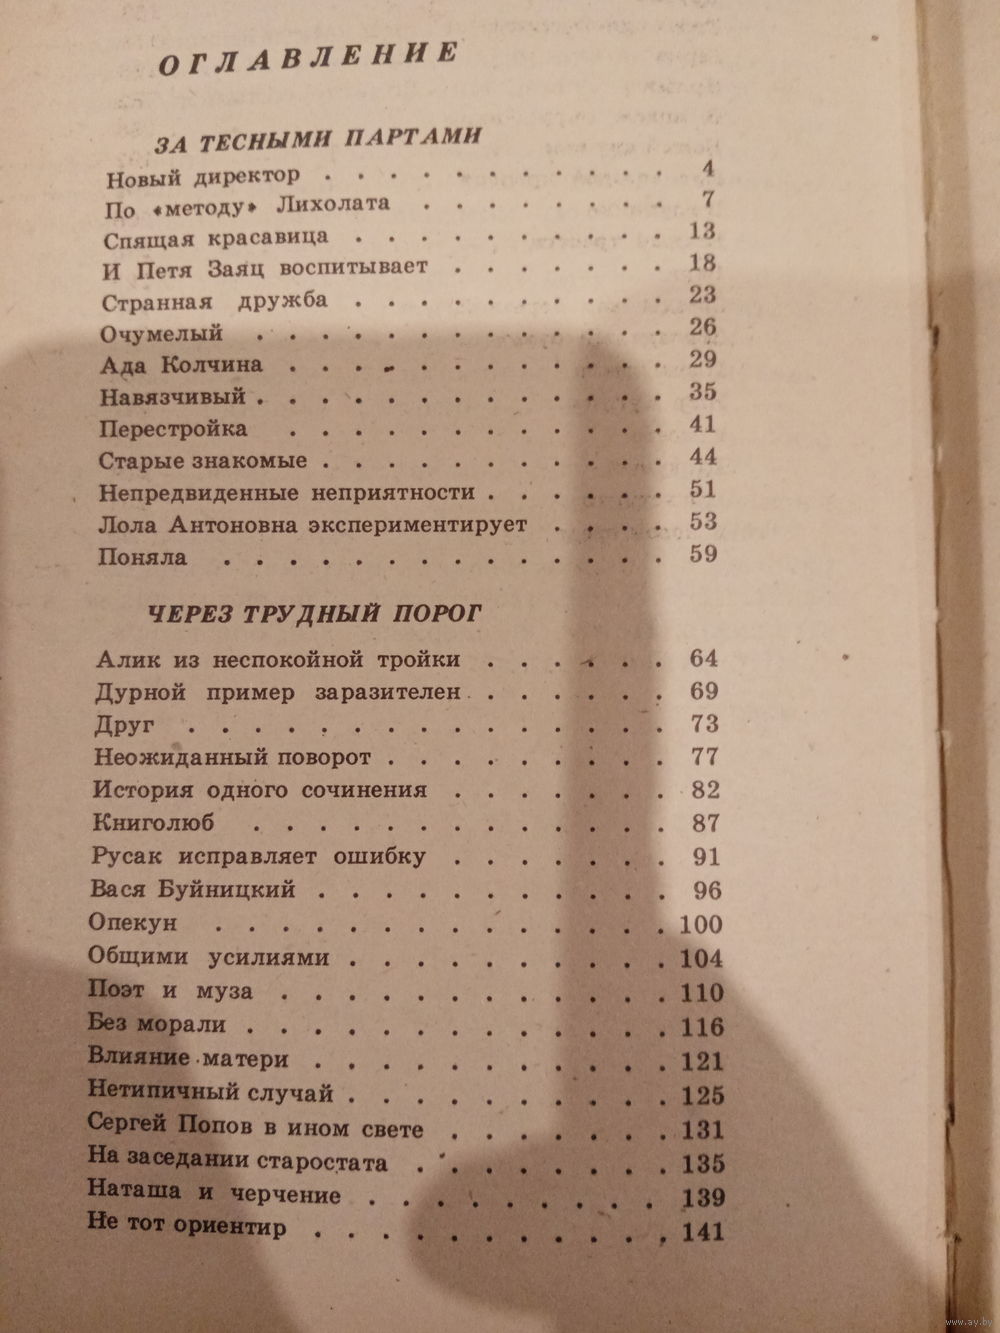 ОГЛАВЛЕНИЕ
ЗА ТЕСНЫМИ ПАРТАМИ
Новый директор . . . . . . . . . . . 4
По «методу» Лихолата . . . . . . . . 7
Спящая красавица . . . . . . . . . . 13
И Петя Заяц воспитывает . . . . . . . 18
Странная дружба . . . . . . . . . . 23
Очумелый . . . . . . . . . . . . . 26
Ада Колчина . . . . . . . . . . . . 29
Навязчивый . . . . . . . . . . . . . 35
Перестройка . . . . . . . . . . . . 41
Старые знакомые . . . . . . . . . . . 44
Непредвиденные неприятности . . . . . . 51
Лола Антоновна экспериментирует . . . . 53
Поняла . . . . . . . . . . . . . . 59
ЧЕРЕЗ ТРУДНЫЙ ПОРОГ
Алик из неспокойной тройки . . . . . . 64
Дурной пример заразителен . . . . . . 69
Друг . . . . . . . . . . . . . . . 73
Неожиданный поворот . . . . . . . . . 77
История одного сочинения . . . . . . . 82
Книголюб . . . . . . . . . . . . . 87
Русак исправляет ошибку . . . . . . . 91
Вася Буйницкий . . . . . . . . . . . 96
Опекун . . . . . . . . . . . . . . 100
Общими усилиями . . . . . . . . . . 104
Поэт и муза . . . . . . . . . . . . 110
Без морали . . . . . . . . . . . . . 116
Влияние матери . . . . . . . . . . . 121
Нетипичный случай . . . . . . . . . . 125
Сергей Попов в ином свете . . . . . . . 131
На заседании старостата . . . . . . . . 135
Наташа и черчение . . . . . . . . . 139
Не тот ориентир . . . . . . . . . . . 141
www.ay.by